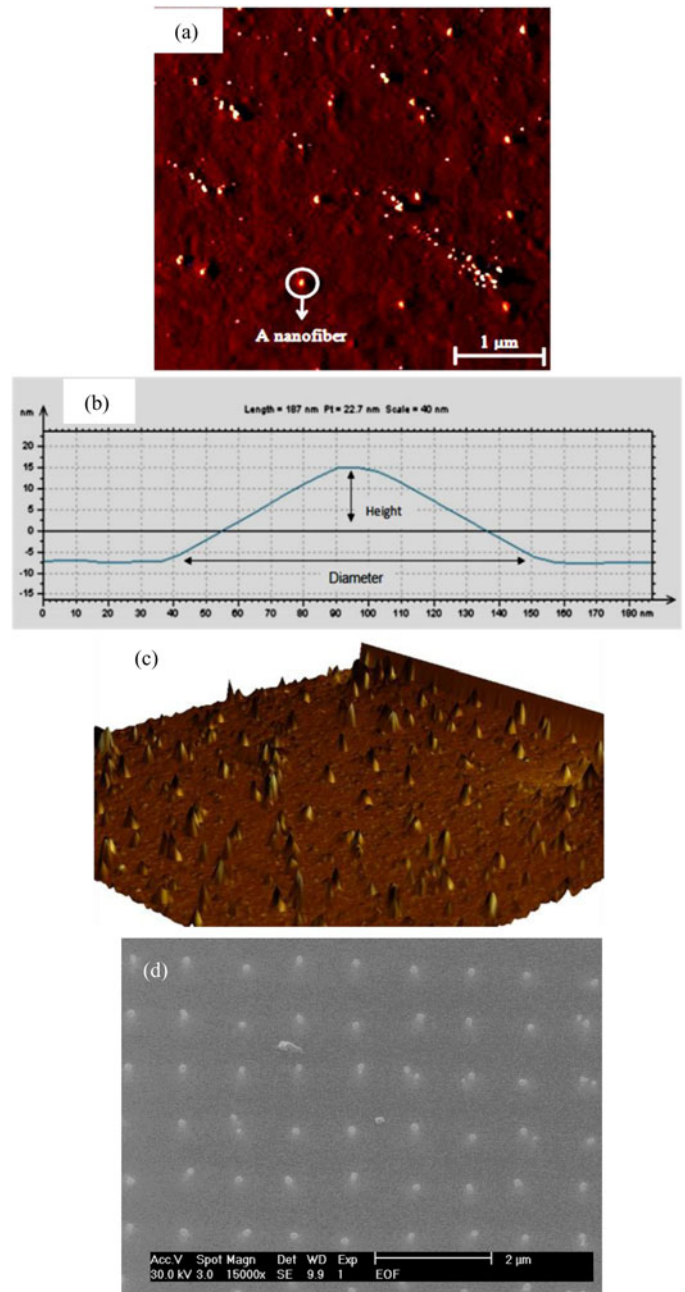 (a)
A nanofiber
1 µm
(b)
nm
Length = 187 nm Pt = 22.7 nm Scale = 40 nm
20
15
10
5
0
-5
-10
-15
Height
Diameter
0 10 20 30 40 50 60 70 80 90 100 110 120 130 140 150 160 170 180 nm
(c)
(d)
Acc.V Spot Magn Det WD Exp
30.0 kV 3.0 15000x SE 9.9 1 EOF
2 µm